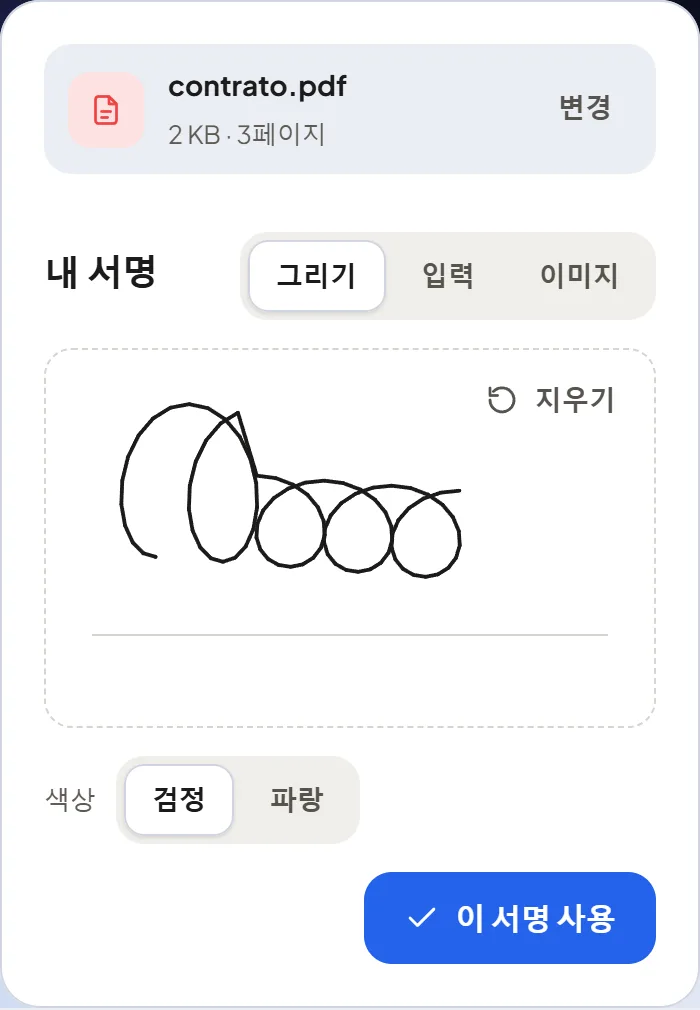 contrato.pdf
2 KB · 3페이지
변경
내 서명
그리기
입력
이미지
지우기
색상
검정
파랑
이 서명 사용